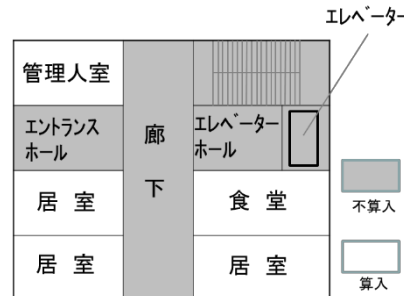 エレベーター
管理人室
エントランス
ホール
廊下
エレベーター
ホール
居室
食堂
居室
居室
不算入
算入